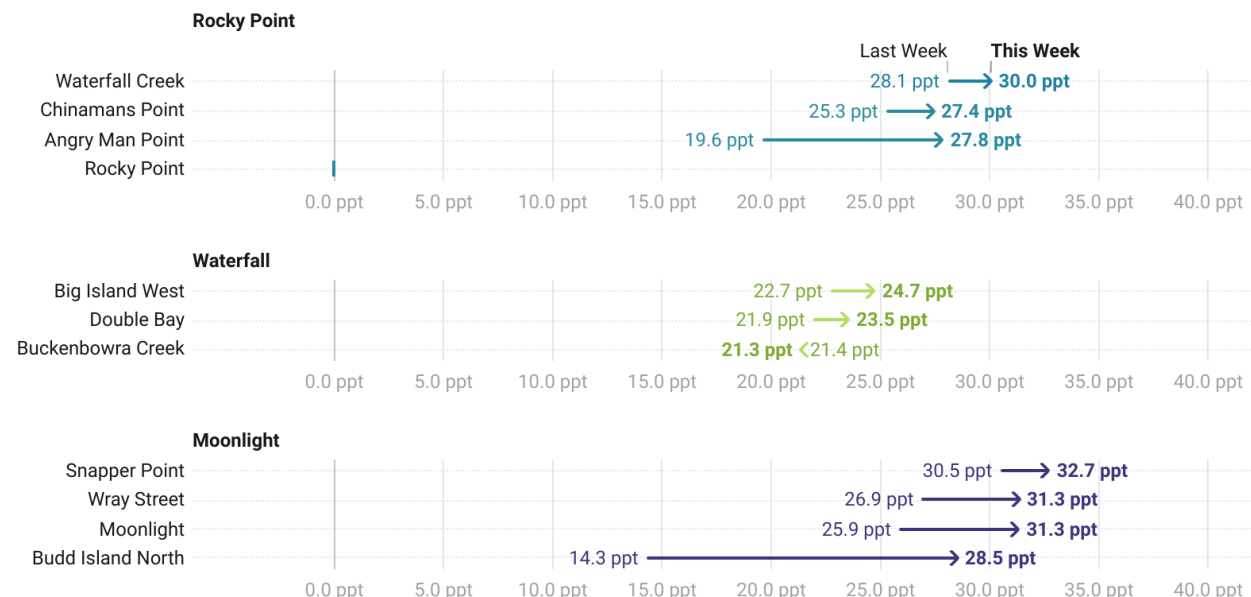 Rocky Point
Last Week This Week
Waterfall Creek 28.1 ppt 30.0 ppt
Chinamans Point 25.3 ppt 27.4 ppt
Angry Man Point 19.6 ppt 27.8 ppt
Rocky Point
0.0 ppt 5.0 ppt 10.0 ppt 15.0 ppt 20.0 ppt 25.0 ppt 30.0 ppt 35.0 ppt 40.0 ppt
Waterfall
Big Island West 22.7 ppt 24.7 ppt
Double Bay 21.9 ppt 23.5 ppt
Buckenbowra Creek 21.3 ppt 21.4 ppt
0.0 ppt 5.0 ppt 10.0 ppt 15.0 ppt 20.0 ppt 25.0 ppt 30.0 ppt 35.0 ppt 40.0 ppt
Moonlight
Snapper Point 30.5 ppt 32.7 ppt
Wray Street 26.9 ppt 31.3 ppt
Moonlight 25.9 ppt 31.3 ppt
Budd Island North 14.3 ppt 28.5 ppt
0.0 ppt 5.0 ppt 10.0 ppt 15.0 ppt 20.0 ppt 25.0 ppt 30.0 ppt 35.0 ppt 40.0 ppt